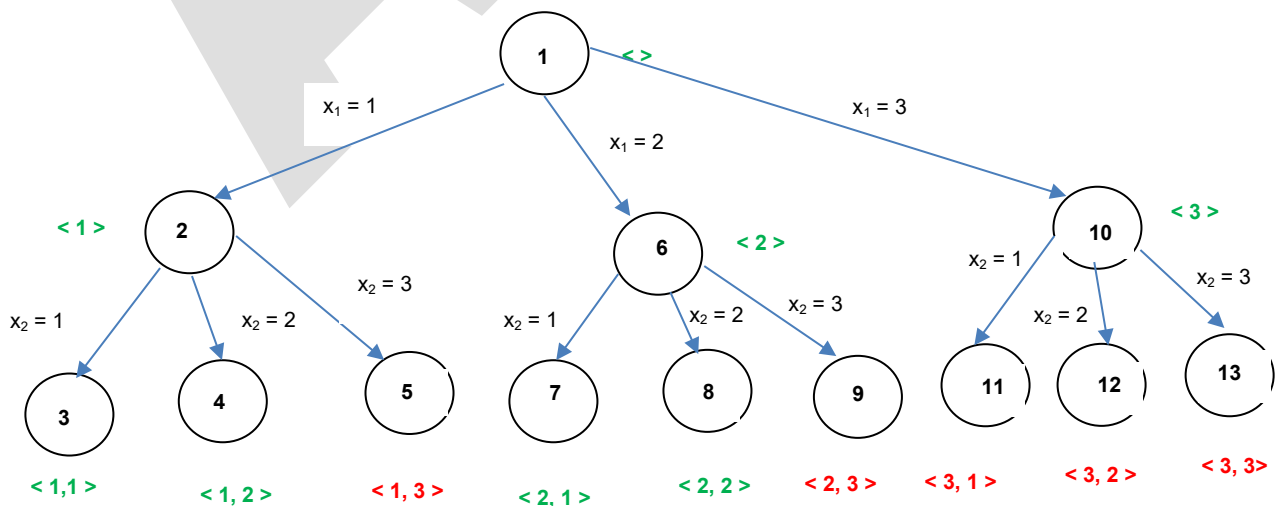 1
< >
x₁ = 1
x₁ = 2
x₁ = 3
< 1 >
2
6
< 2 >
10
< 3 >
x₂ = 1
x₂ = 2
x₂ = 3
x₂ = 1
x₂ = 2
x₂ = 3
x₂ = 1
x₂ = 2
x₂ = 3
3
4
5
7
8
9
11
12
13
< 1,1 >
< 1, 2 >
< 1, 3 >
< 2, 1 >
< 2, 2 >
< 2, 3 >
< 3, 1 >
< 3, 2 >
< 3, 3>